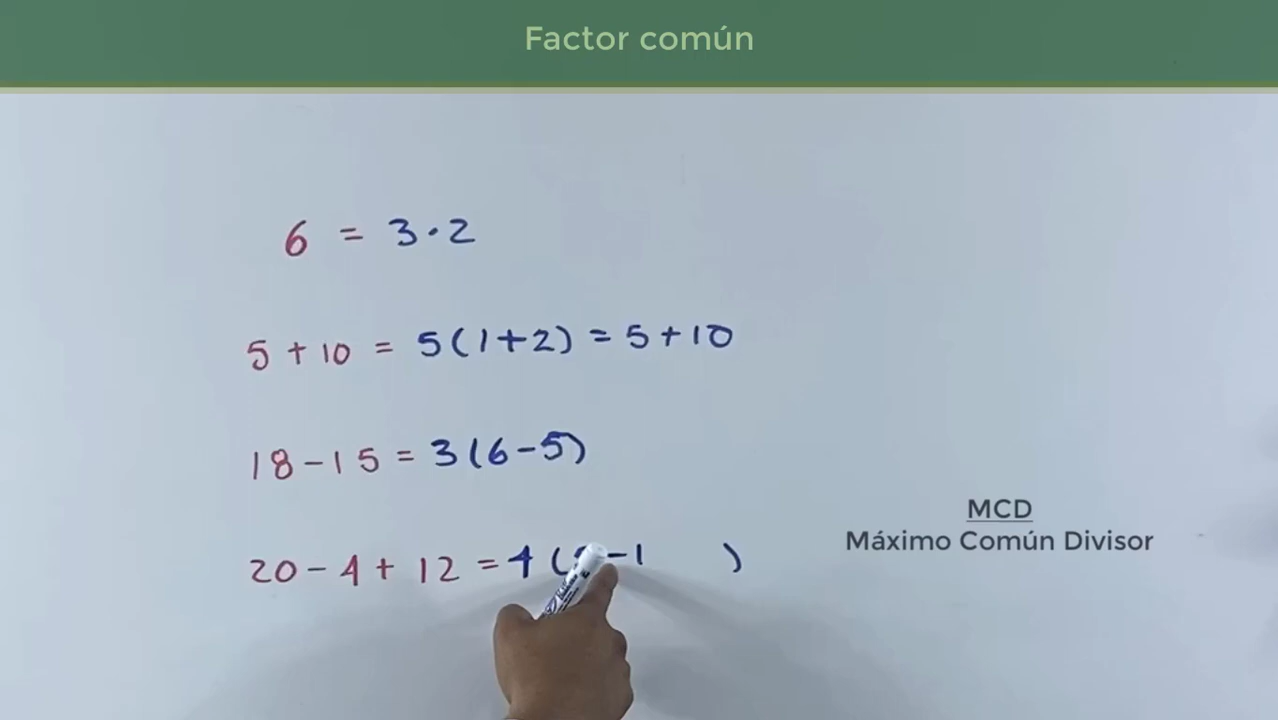 Factor común
6 = 3 · 2
5 + 10 = 5 ( 1 + 2 ) = 5 + 10
18 - 15 = 3 ( 6 - 5 )
MCD
Máximo Común Divisor
20 - 4 + 12 = 4 ( - 1 )